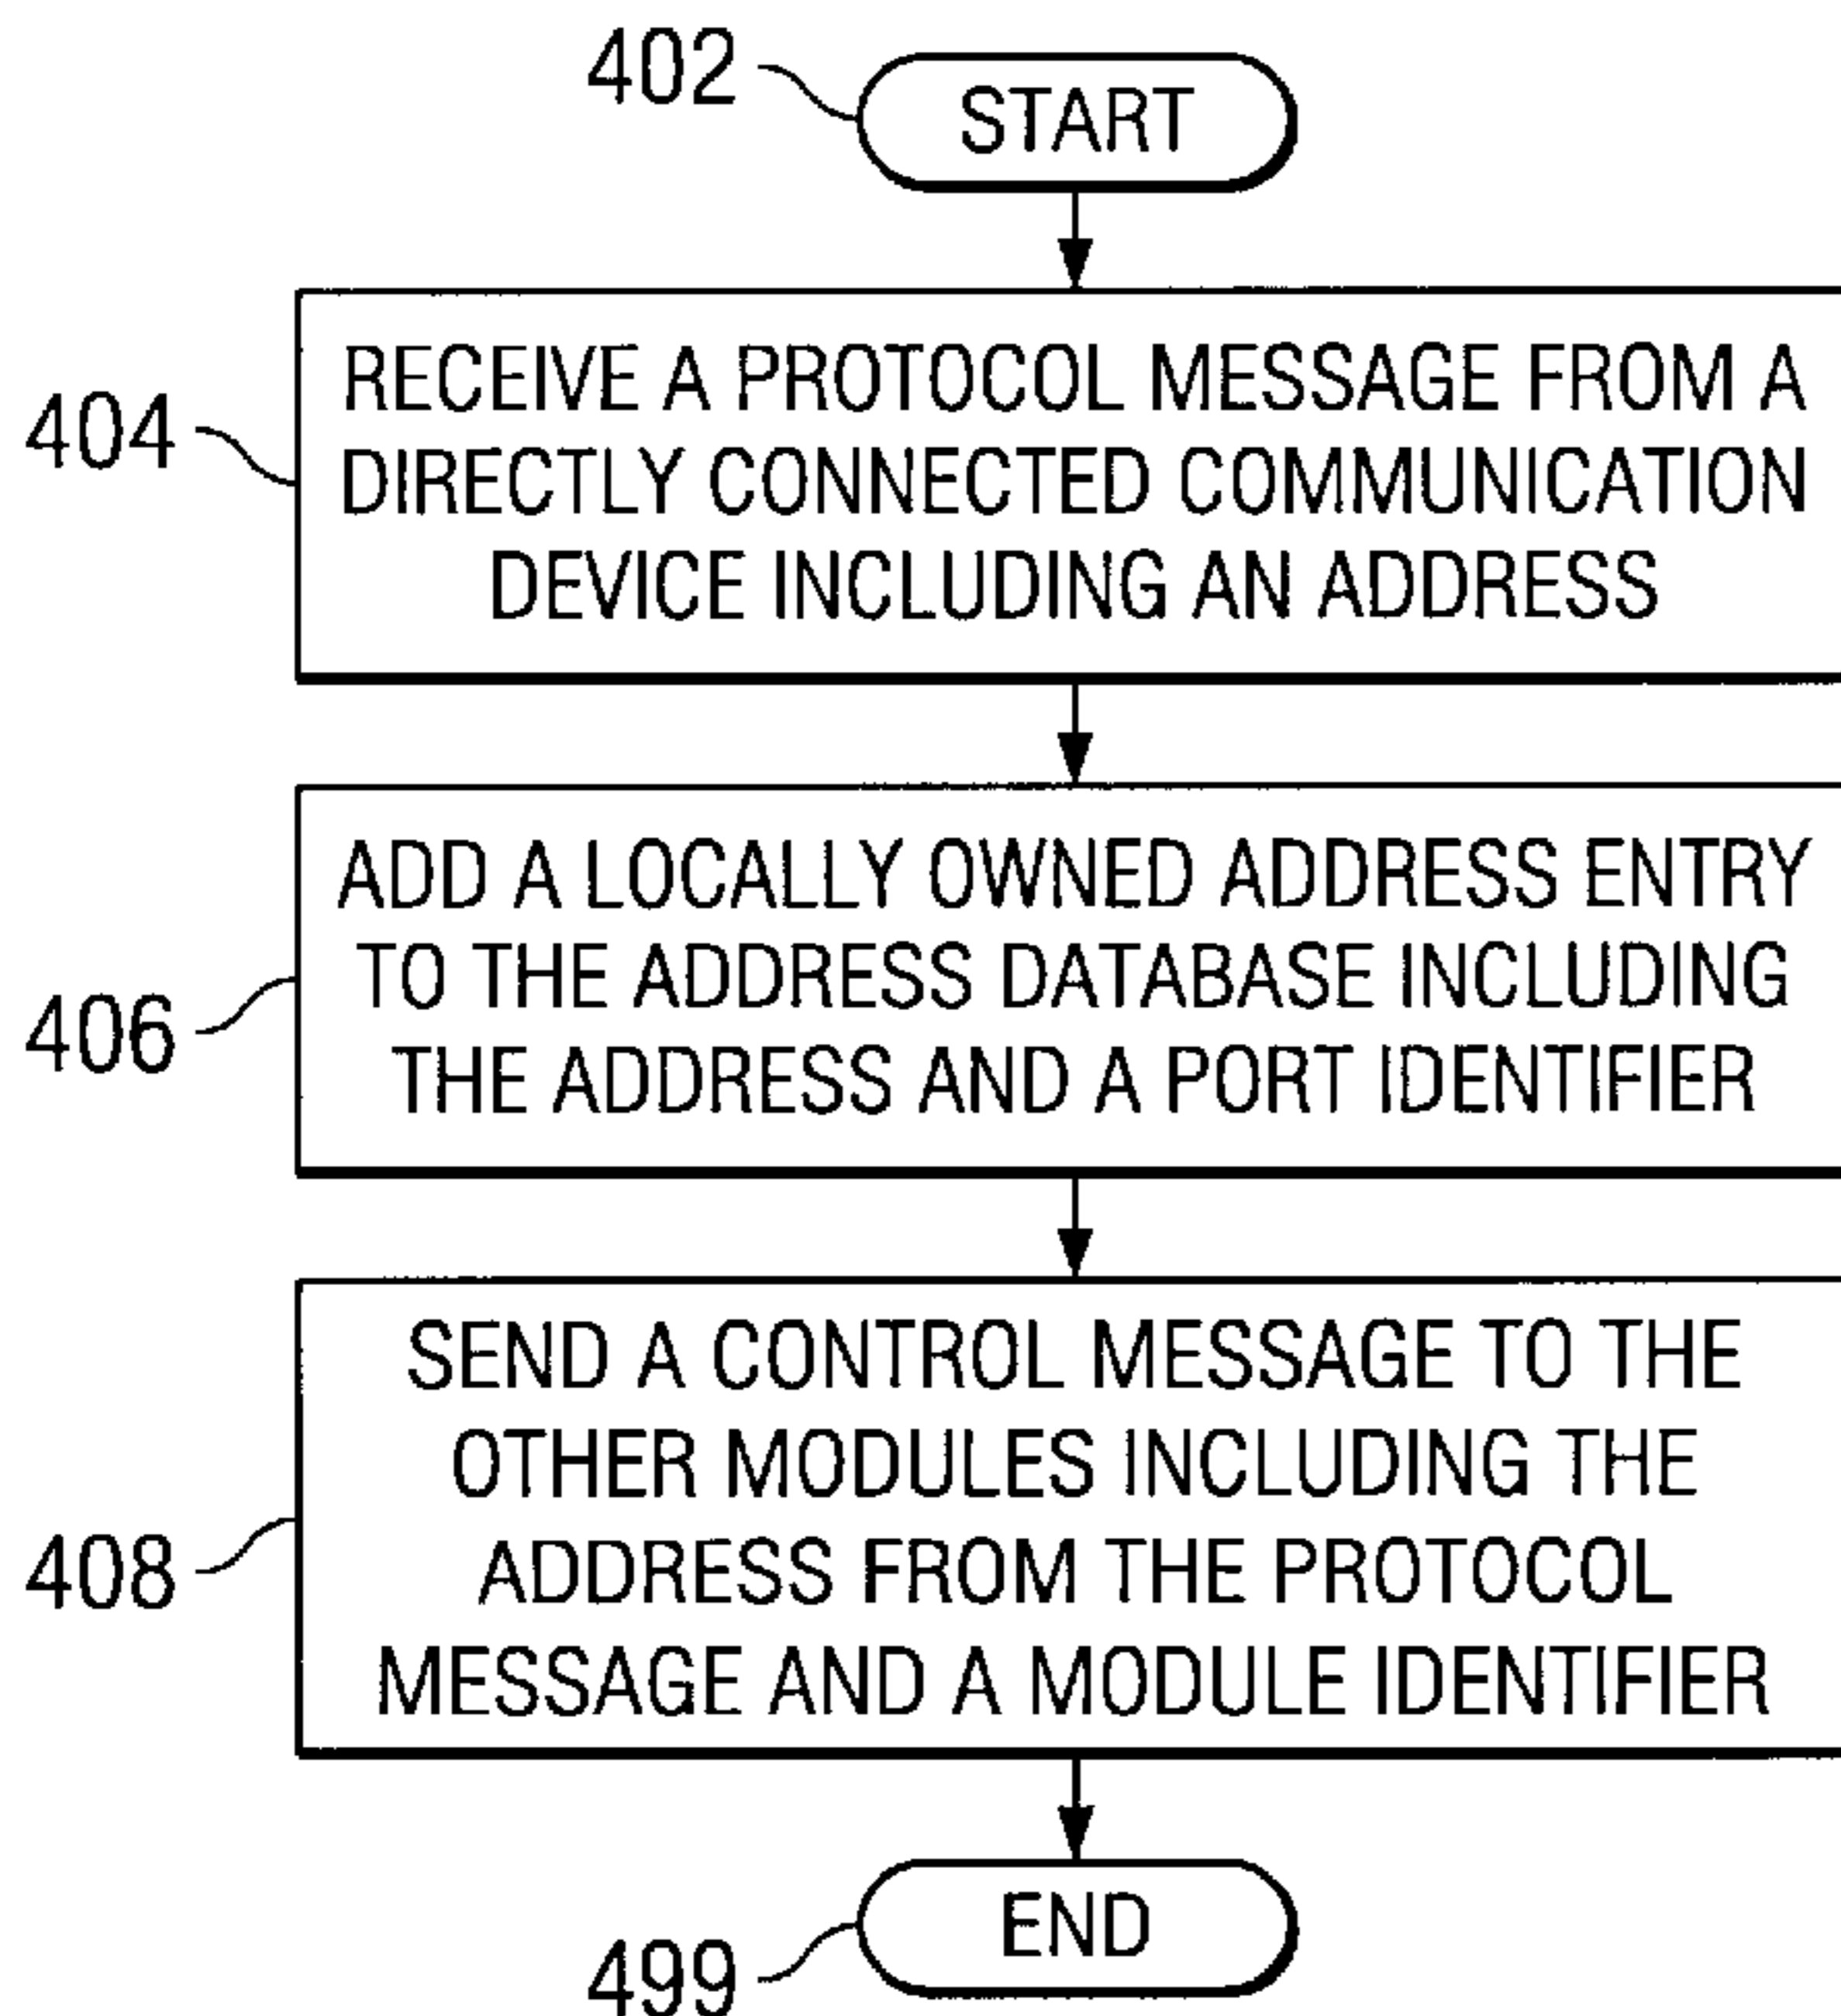 402
START
404
RECEIVE A PROTOCOL MESSAGE FROM A
DIRECTLY CONNECTED COMMUNICATION
DEVICE INCLUDING AN ADDRESS
406
ADD A LOCALLY OWNED ADDRESS ENTRY
TO THE ADDRESS DATABASE INCLUDING
THE ADDRESS AND A PORT IDENTIFIER
408
SEND A CONTROL MESSAGE TO THE
OTHER MODULES INCLUDING THE
ADDRESS FROM THE PROTOCOL
MESSAGE AND A MODULE IDENTIFIER
499
END